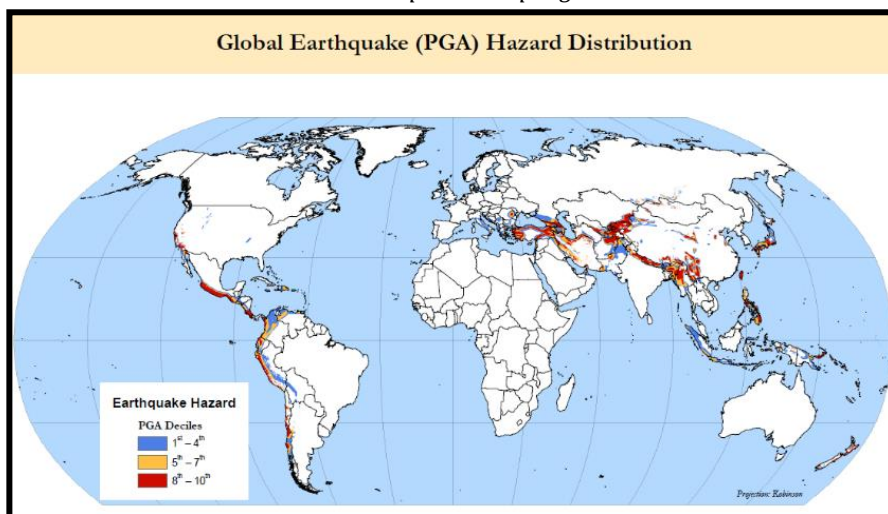 Global Earthquake (PGA) Hazard Distribution
Earthquake Hazard
PGA Deciles
1st – 4th
5th – 7th
8th – 10th
Projection: Robinson